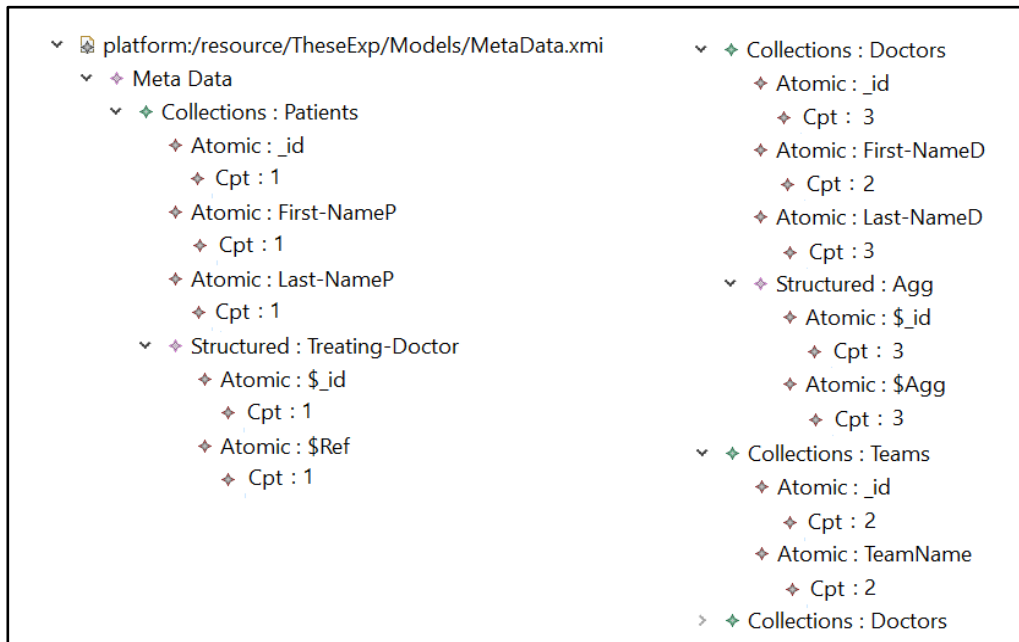 platform:/resource/TheseExp/Models/MetaData.xmi
Meta Data
Collections : Patients
Atomic : _id
Cpt : 1
Atomic : First-NameP
Cpt : 1
Atomic : Last-NameP
Cpt : 1
Structured : Treating-Doctor
Atomic : $_id
Cpt : 1
Atomic : $Ref
Cpt : 1
Collections : Doctors
Atomic : _id
Cpt : 3
Atomic : First-NameD
Cpt : 2
Atomic : Last-NameD
Cpt : 3
Structured : Agg
Atomic : $_id
Cpt : 3
Atomic : $Agg
Cpt : 3
Collections : Teams
Atomic : _id
Cpt : 2
Atomic : TeamName
Cpt : 2
Collections : Doctors